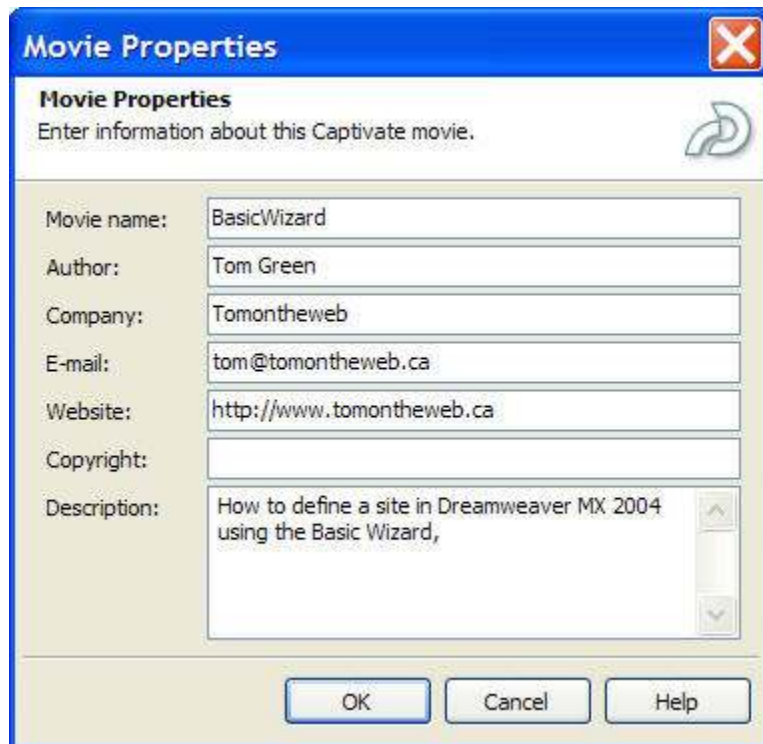 Movie Properties
Movie Properties
Enter information about this Captivate movie.
Movie name: BasicWizard
Author: Tom Green
Company: Tomontheweb
E-mail: tom@tomontheweb.ca
Website: http://www.tomontheweb.ca
Copyright:
Description: How to define a site in Dreamweaver MX 2004
using the Basic Wizard,
OK Cancel Help